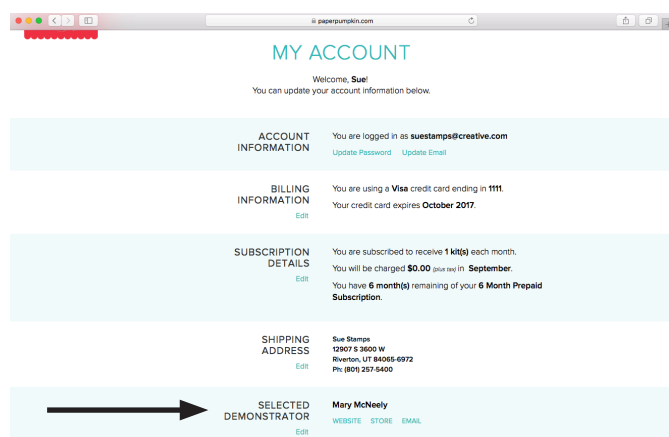 paperpumpkin.com
MY ACCOUNT
Welcome, Sue!
You can update your account information below.
ACCOUNT
INFORMATION
You are logged in as suestamps@creative.com
Update Password Update Email
BILLING
INFORMATION
Edit
You are using a Visa credit card ending in 1111.
Your credit card expires October 2017.
SUBSCRIPTION
DETAILS
Edit
You are subscribed to receive 1 kit(s) each month.
You will be charged $0.00 (plus tax) in September.
You have 6 month(s) remaining of your 6 Month Prepaid
Subscription.
SHIPPING
ADDRESS
Edit
Sue Stamps
12907 S 3600 W
Riverton, UT 84065-6972
Ph: (801) 257-5400
SELECTED
DEMONSTRATOR
Edit
Mary McNeely
WEBSITE STORE EMAIL